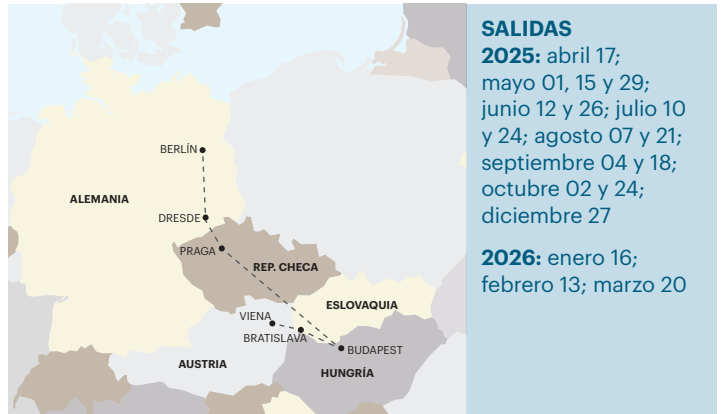 BERLÍN
ALEMANIA
DRESDE
PRAGA
REP. CHECA
ESLOVAQUIA
VIENA
BRATISLAVA
BUDAPEST
AUSTRIA
HUNGRÍA
SALIDAS
2025: abril 17;
mayo 01, 15 y 29;
junio 12 y 26; julio 10
y 24; agosto 07 y 21;
septiembre 04 y 18;
octubre 02 y 24;
diciembre 27
2026: enero 16;
febrero 13; marzo 20